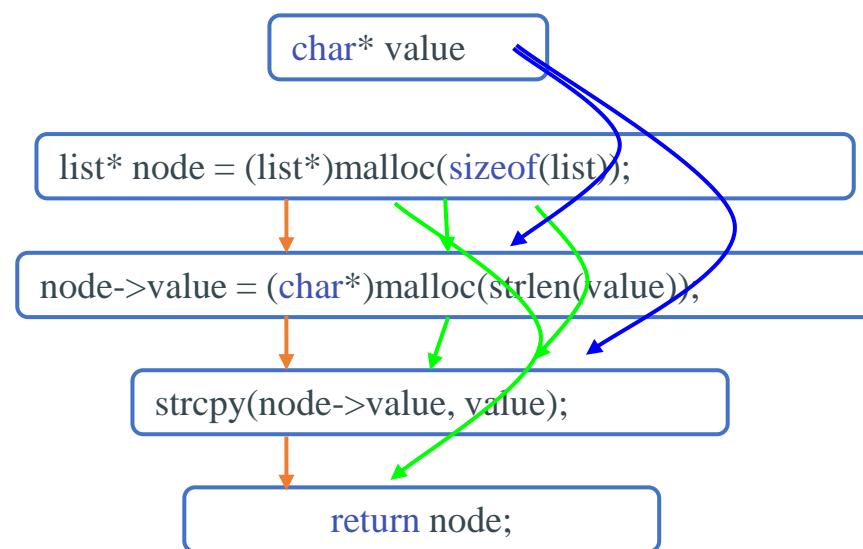 char* value
list* node = (list*)malloc(sizeof(list));
node->value = (char*)malloc(strlen(value));
strcpy(node->value, value);
return node;